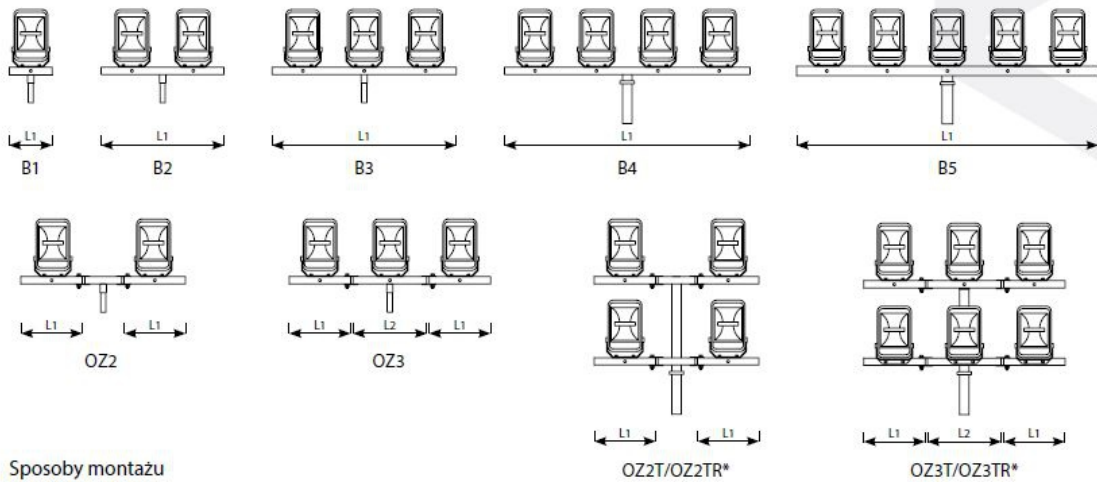 L1 L1 L1 L1 L1
B1 B2 B3 B4 B5
L1 L1 L1 L2 L1
OZ2 OZ3
L1 L1 L1 L2 L1
Sposoby montażu OZ2T/OZ2TR* OZ3T/OZ3TR*